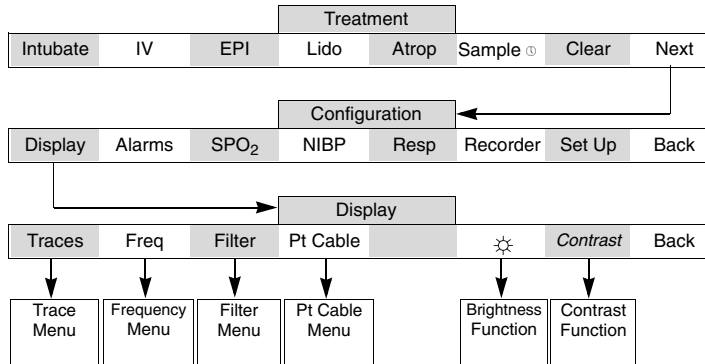 Treatment
Intubate IV EPI Lido Atrop Sample Clear Next
Configuration
Display Alarms SPO2 NIBP Resp Recorder Set Up Back
Display
Traces Freq Filter Pt Cable Contrast Back
Trace Menu
Frequency Menu
Filter Menu
Pt Cable Menu
Brightness Function
Contrast Function